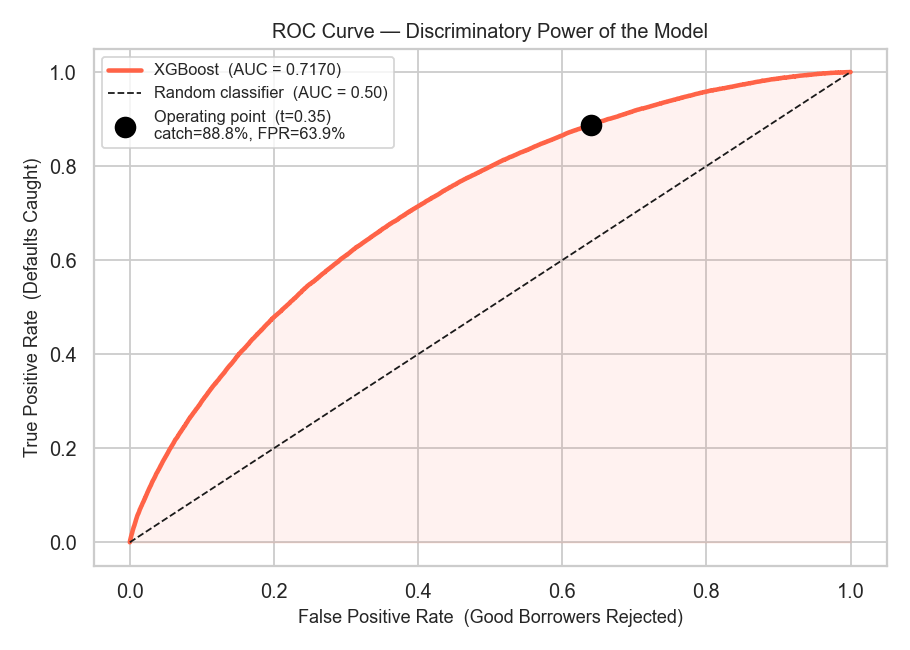 ROC Curve — Discriminatory Power of the Model
XGBoost (AUC = 0.7170)
Random classifier (AUC = 0.50)
Operating point (t=0.35)
catch=88.8%, FPR=63.9%
True Positive Rate (Defaults Caught)
1.0
0.8
0.6
0.4
0.2
0.0
0.0 0.2 0.4 0.6 0.8 1.0
False Positive Rate (Good Borrowers Rejected)